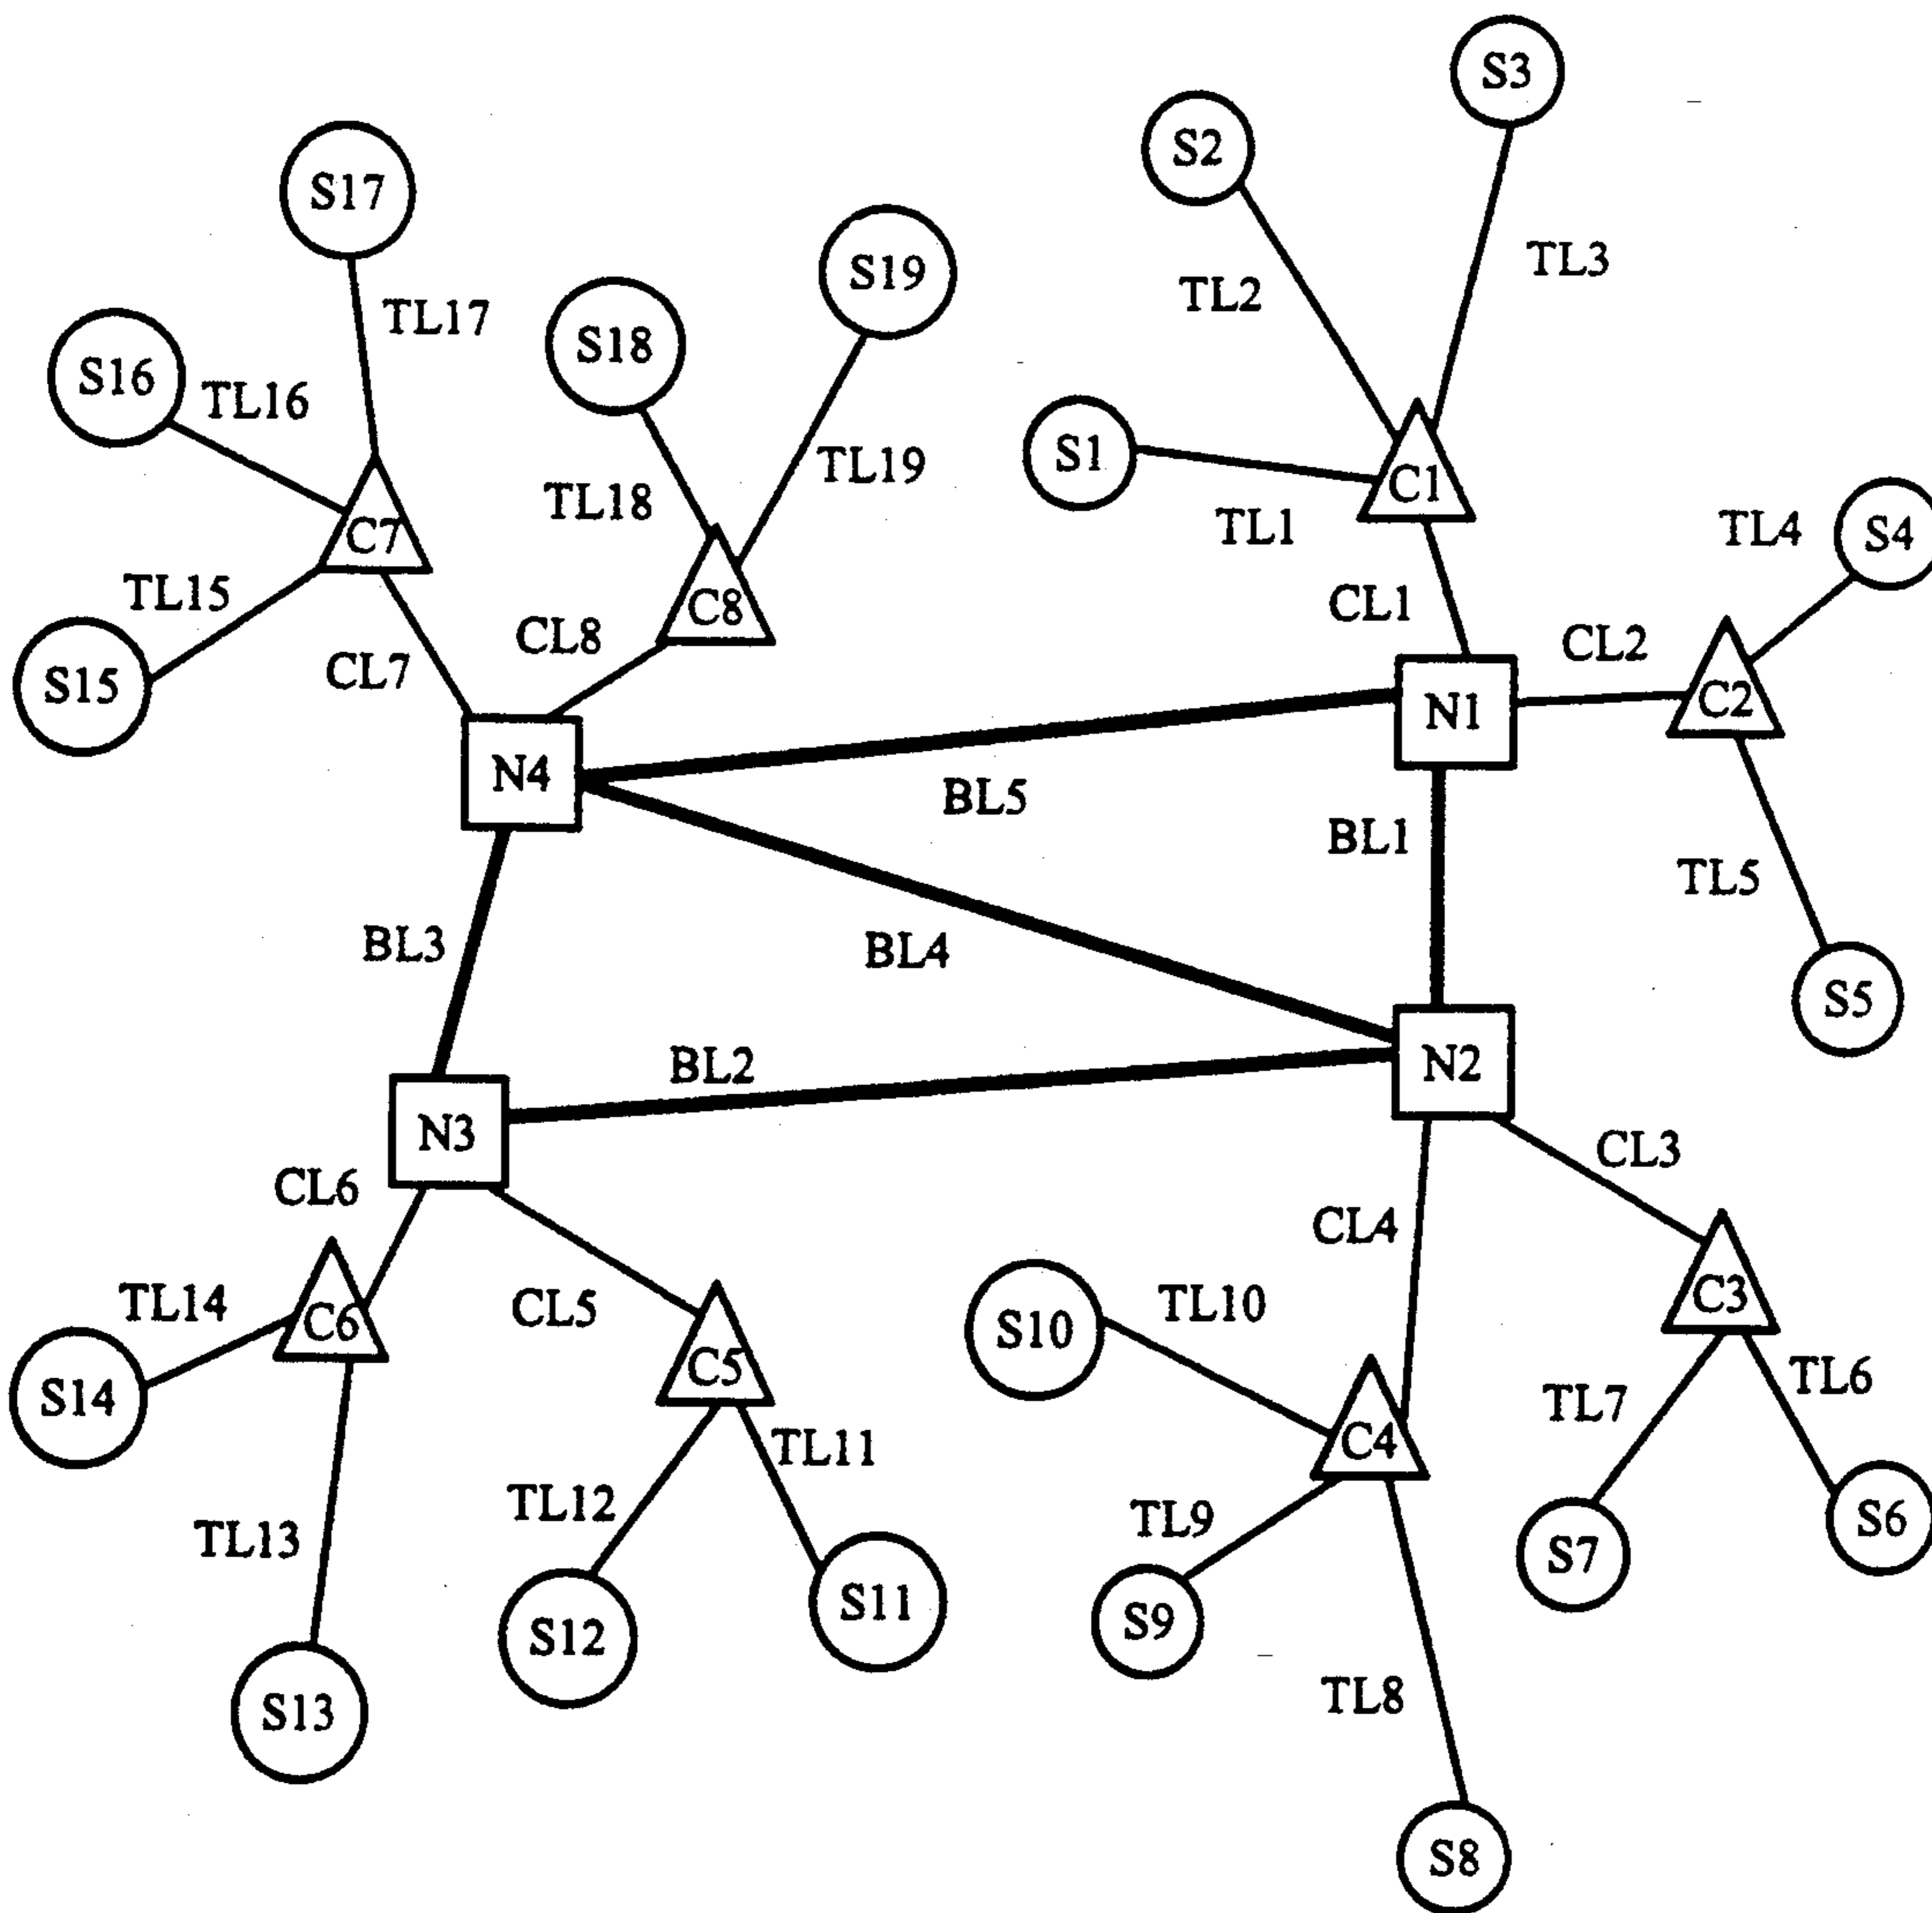 S3
S2
S17
TL3
S19
TL2
TL17
S18
S16
TL16
S1
TL19
C1
TL18
TL1
TL4
S4
C7
TL15
C8
CL1
CL8
CL2
CL7
S15
C2
N1
N4
BL5
BL1
TL5
BL3
BL4
S5
BL2
N2
N3
CL3
CL6
CL4
C3
TL14
CL5
TL10
C6
S10
C5
TL6
S14
TL7
C4
TL11
TL12
TL9
S6
TL13
S7
S11
S9
S12
TL8
S13
S8